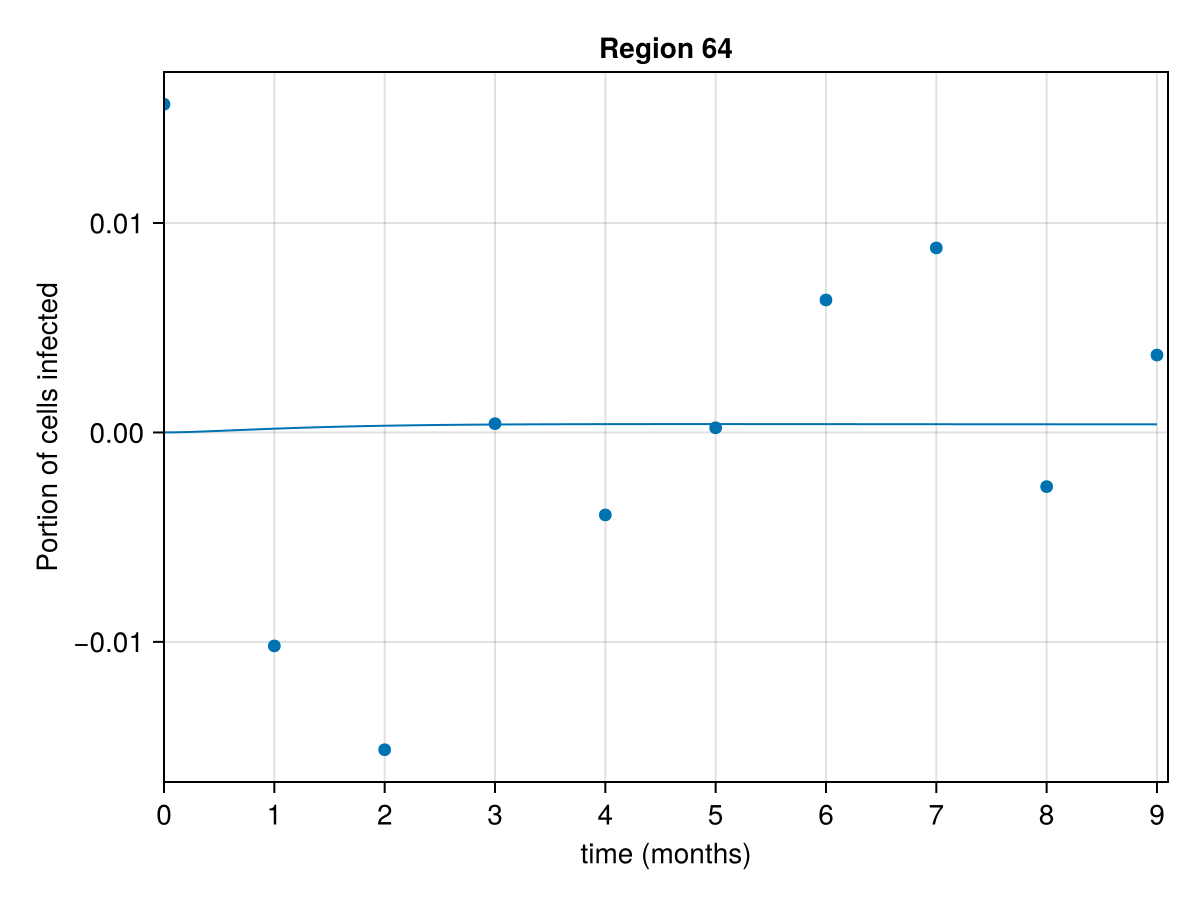 Region 64
Portion of cells infected
0.01
0.00
−0.01
0 1 2 3 4 5 6 7 8 9
time (months)